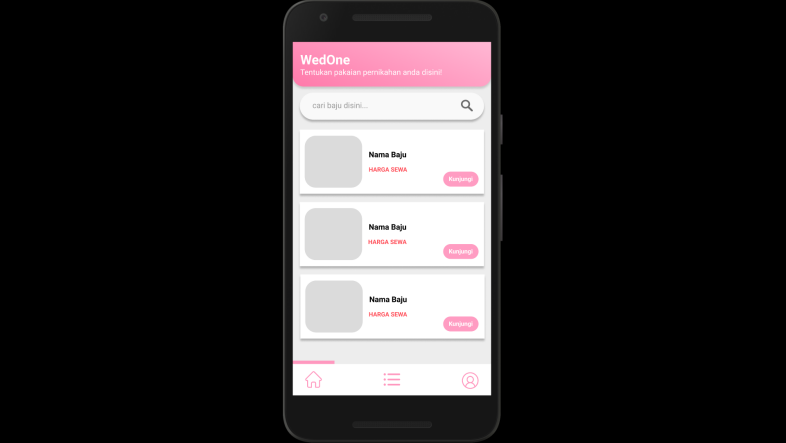 WedOne
Tentukan pakaian pernikahan anda disini!
cari baju disini...
Nama Baju
HARGA SEWA
Kunjungi
Nama Baju
HARGA SEWA
Kunjungi
Nama Baju
HARGA SEWA
Kunjungi